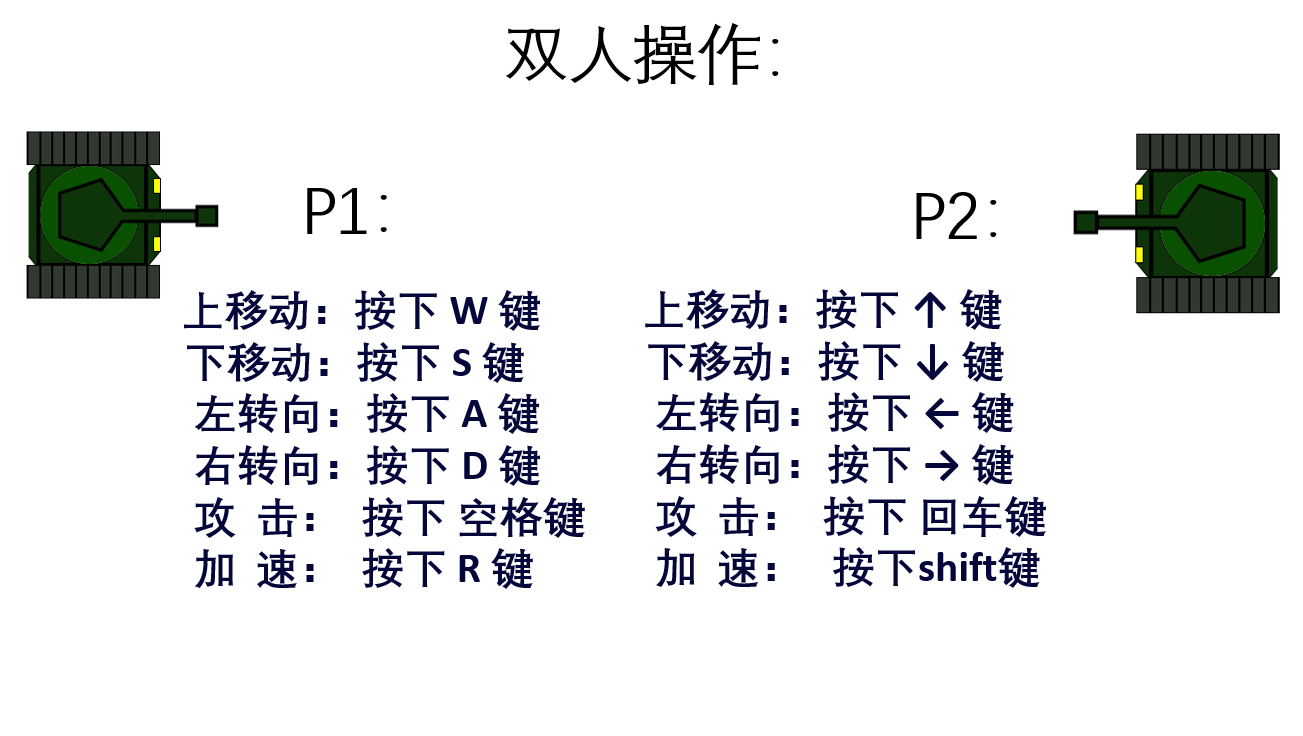 双人操作：
P1：
上移动：按下 W 键
下移动：按下 S 键
左转向：按下 A 键
右转向：按下 D 键
攻 击： 按下 空格键
加 速： 按下 R 键
P2：
上移动：按下 ↑ 键
下移动：按下 ↓ 键
左转向：按下 ← 键
右转向：按下 → 键
攻 击： 按下 回车键
加 速： 按下shift键